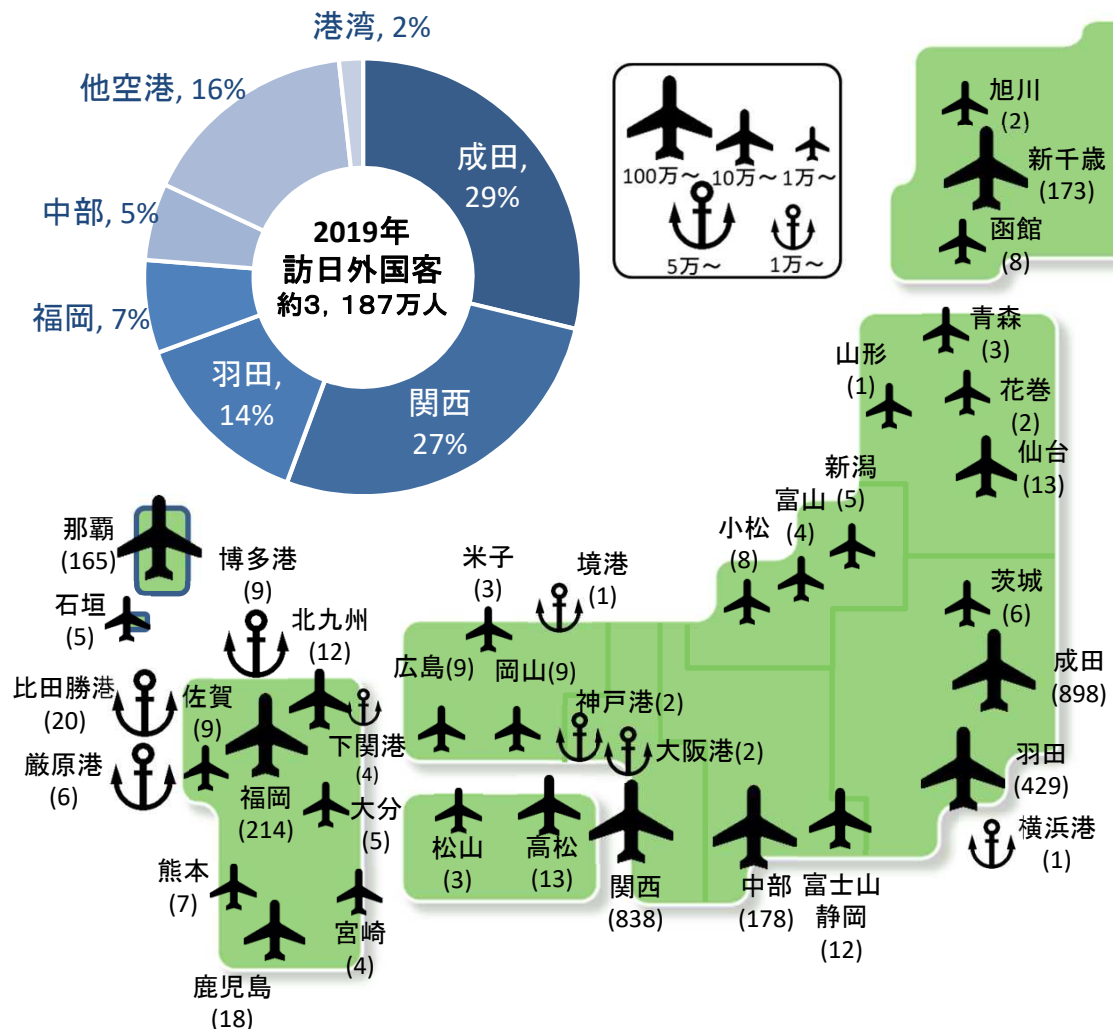 港湾, 2%
他空港, 16%
中部, 5%
福岡, 7%
羽田,
14%
関西
27%
成田,
29%
2019年
訪日外国客
約3, 187万人
100万～
10万～
1万～
5万～
1万～
旭川
(2)
新千歳
(173)
函館
(8)
青森
(3)
山形
(1)
花巻
(2)
仙台
(13)
新潟
(5)
富山
(4)
小松
(8)
茨城
(6)
成田
(898)
羽田
(429)
横浜港
(1)
那覇
(165)
石垣
(5)
博多港
(9)
北九州
(12)
比田勝港
(20)
佐賀
(9)
厳原港
(6)
下関港
(4)
福岡
(214)
大分
(5)
熊本
(7)
宮崎
(4)
鹿児島
(18)
米子
(3)
境港
(1)
広島(9)
岡山(9)
神戸港(2)
大阪港(2)
松山
(3)
高松
(13)
関西
(838)
中部
(178)
富士山
静岡
(12)